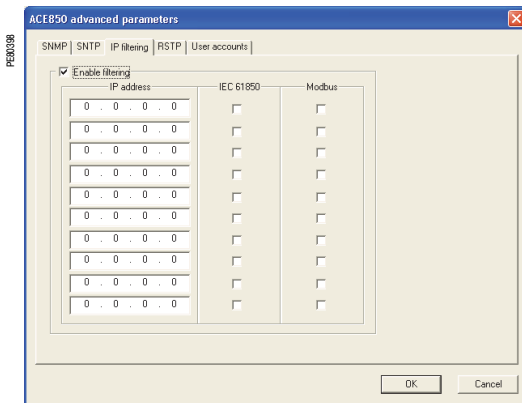 ACE850 advanced parameters
PE80398
SNMP SNTP IP filtering RSTP User accounts
Enable filtering
IP address IEC 61850 Modbus
0 . 0 . 0 . 0
0 . 0 . 0 . 0
0 . 0 . 0 . 0
0 . 0 . 0 . 0
0 . 0 . 0 . 0
0 . 0 . 0 . 0
0 . 0 . 0 . 0
0 . 0 . 0 . 0
0 . 0 . 0 . 0
0 . 0 . 0 . 0
OK Cancel